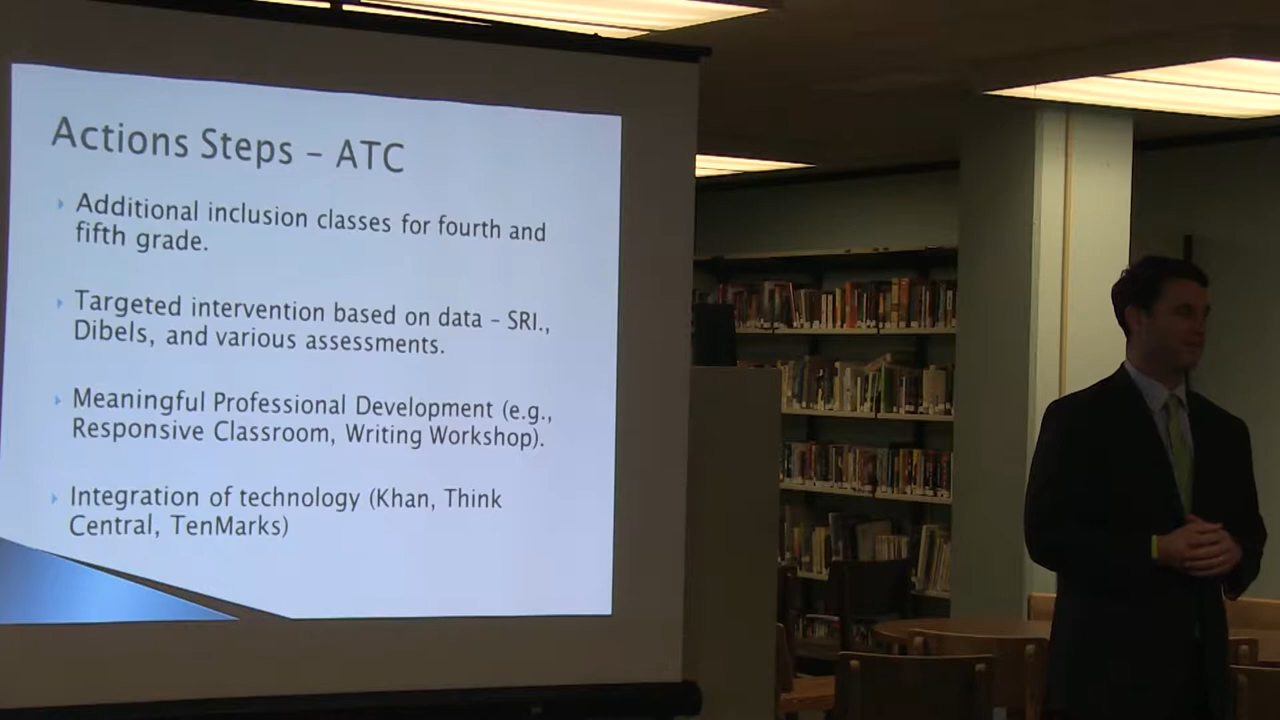 Actions Steps – ATC
Additional inclusion classes for fourth and
fifth grade.
Targeted intervention based on data – SRI.,
Dibels, and various assessments.
Meaningful Professional Development (e.g.,
Responsive Classroom, Writing Workshop).
Integration of technology (Khan, Think
Central, TenMarks)